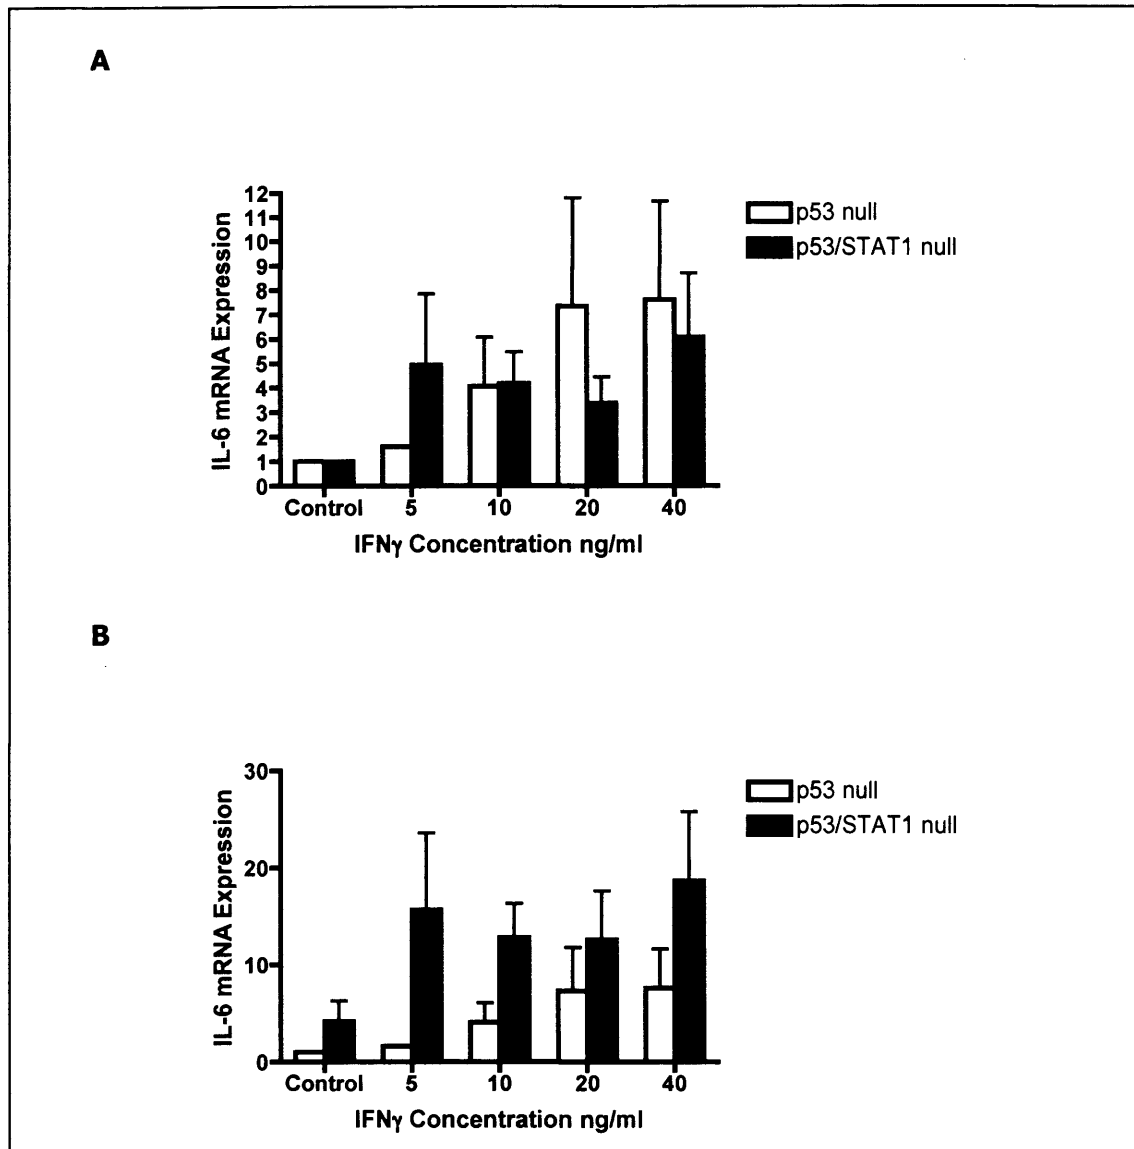 A
12
11
10
9
8
7
6
5
4
3
2
1
0
IL-6 mRNA Expression
p53 null
p53/STAT1 null
Control 5 10 20 40
IFNγ Concentration ng/ml
B
30
20
10
0
IL-6 mRNA Expression
p53 null
p53/STAT1 null
Control 5 10 20 40
IFNγ Concentration ng/ml